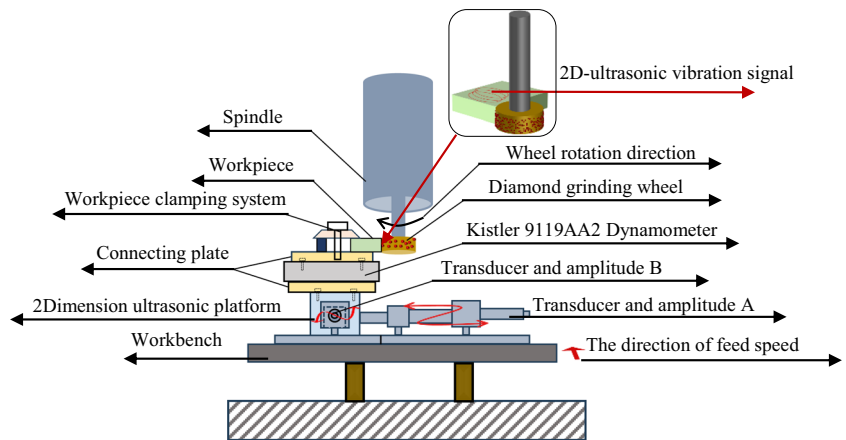 2D-ultrasonic vibration signal
Spindle
Wheel rotation direction
Workpiece
Diamond grinding wheel
Workpiece clamping system
Kistler 9119AA2 Dynamometer
Connecting plate
Transducer and amplitude B
2Dimension ultrasonic platform
Transducer and amplitude A
Workbench
The direction of feed speed